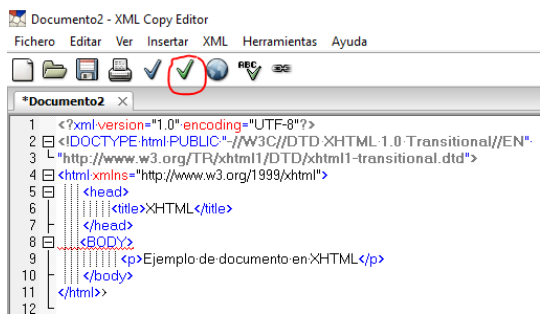 Documento2 - XML Copy Editor
Fichero Editar Ver Insertar XML Herramientas Ayuda
ABC
*Documento2 ×
1 <?xml version="1.0" encoding="UTF-8"?>
2 <!DOCTYPE html PUBLIC "-//W3C//DTD XHTML 1.0 Transitional//EN"
3 "http://www.w3.org/TR/xhtml1/DTD/xhtml1-transitional.dtd">
4 <html xmlns="http://www.w3.org/1999/xhtml">
5 <head>
6 <title>XHTML</title>
7 </head>
8 <BODY>
9 <p>Ejemplo de documento en XHTML</p>
10 </body>
11 </html>>
12